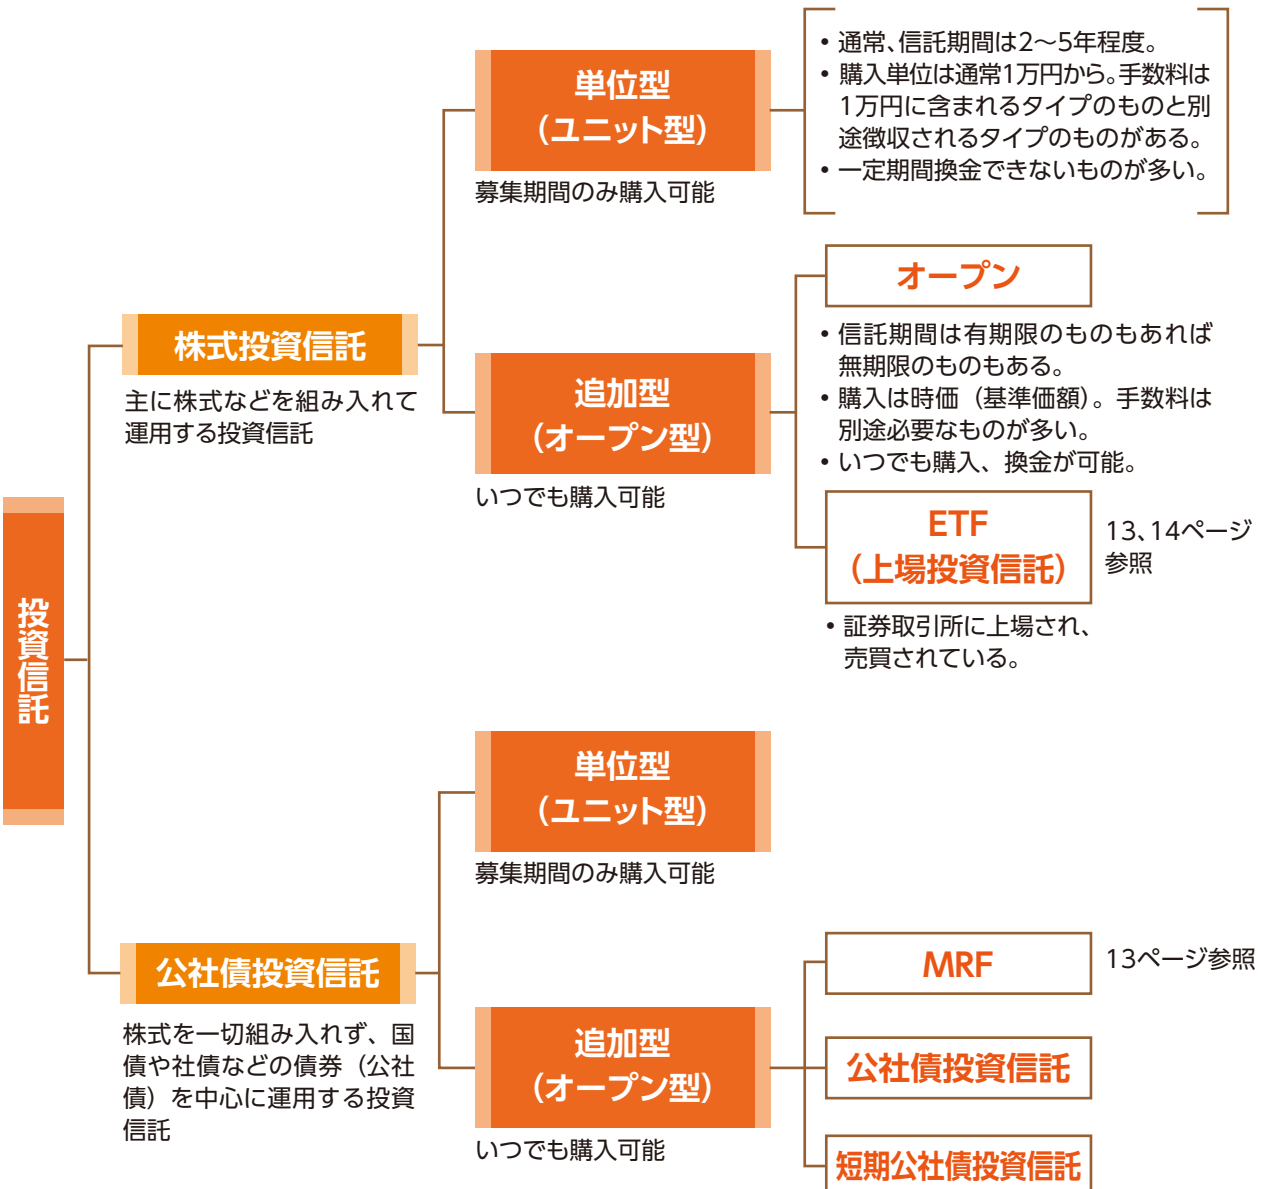 投資信託
株式投資信託
主に株式などを組み入れて
運用する投資信託
単位型
（ユニット型）
募集期間のみ購入可能
• 通常、信託期間は2～5年程度。
• 購入単位は通常1万円から。手数料は
1万円に含まれるタイプのものと別
途徴収されるタイプのものがある。
• 一定期間換金できないものが多い。
追加型
（オープン型）
いつでも購入可能
オープン
• 信託期間は有期限のものもあれば
無期限のものもある。
• 購入は時価（基準価額）。手数料は
別途必要なものが多い。
• いつでも購入、換金が可能。
ETF
（上場投資信託）
13、14ページ
参照
• 証券取引所に上場され、
売買されている。
公社債投資信託
株式を一切組み入れず、国
債や社債などの債券（公社
債）を中心に運用する投資
信託
単位型
（ユニット型）
募集期間のみ購入可能
追加型
（オープン型）
いつでも購入可能
MRF
13ページ参照
公社債投資信託
短期公社債投資信託